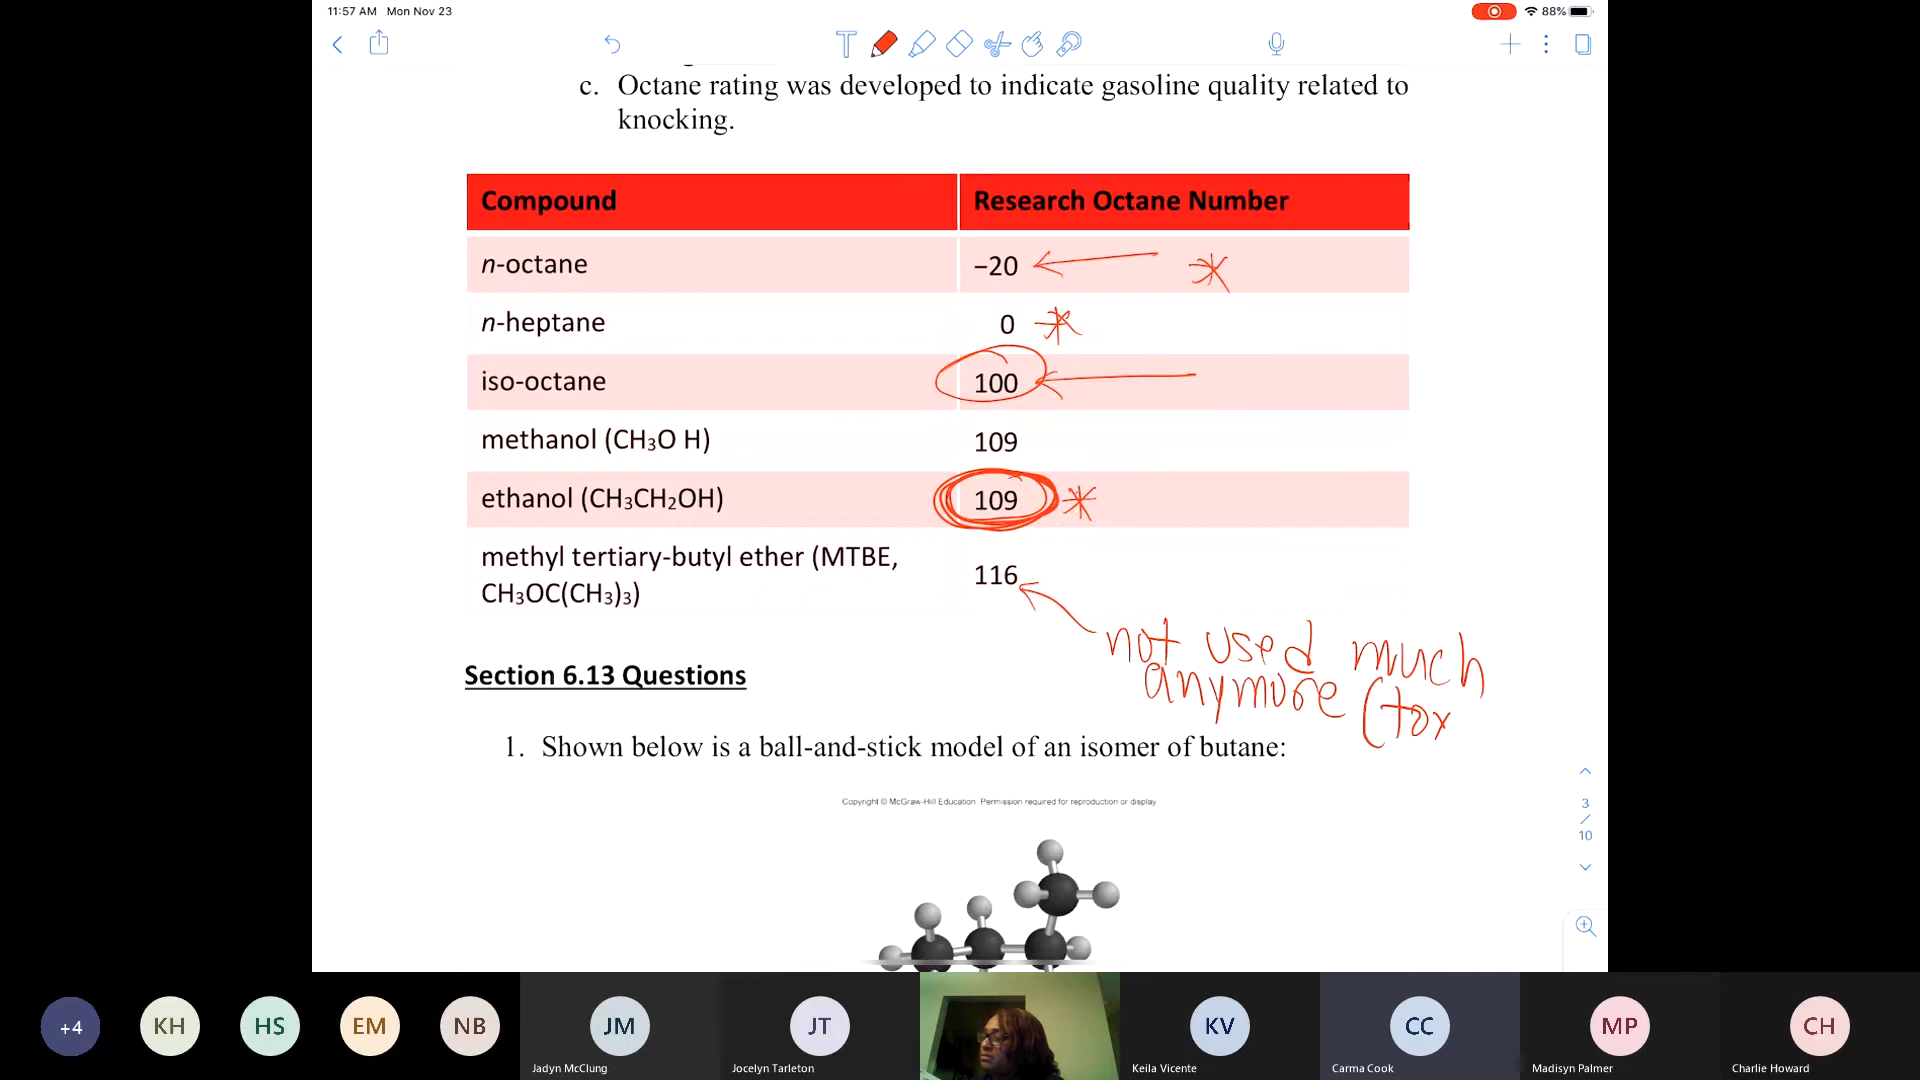 11:57 AM Mon Nov 23
88%
c. Octane rating was developed to indicate gasoline quality related to
knocking.
Compound Research Octane Number
n-octane −20
n-heptane 0
iso-octane 100
methanol (CH₃O H) 109
ethanol (CH₃CH₂OH) 109
methyl tertiary-butyl ether (MTBE,
CH₃OC(CH₃)₃)
116
not used much
anymore (tox
Section 6.13 Questions
1. Shown below is a ball-and-stick model of an isomer of butane:
Copyright © McGraw-Hill Education. Permission required for reproduction or display.
3
/
10
+4 KH HS EM NB JM JT KV CC MP CH
Jadyn McClung Jocelyn Tarleton Keila Vicente Carma Cook Madisyn Palmer Charlie Howard